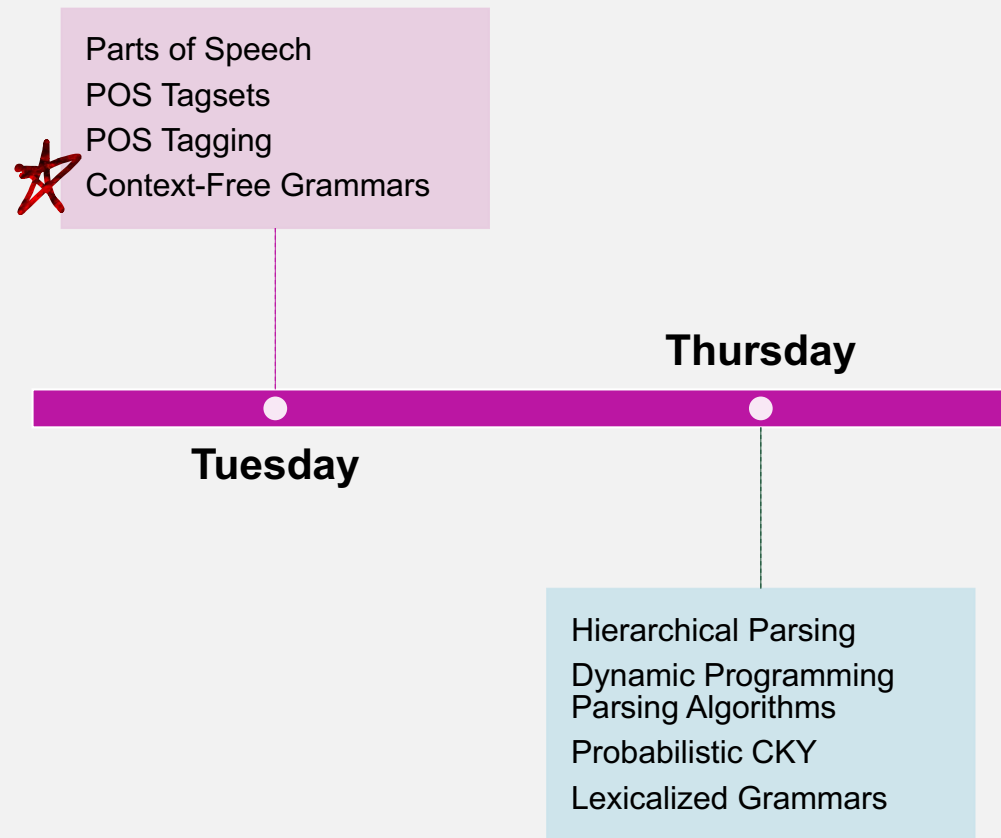 Parts of Speech
POS Tagsets
POS Tagging
Context-Free Grammars
Thursday
Tuesday
Hierarchical Parsing
Dynamic Programming
Parsing Algorithms
Probabilistic CKY
Lexicalized Grammars